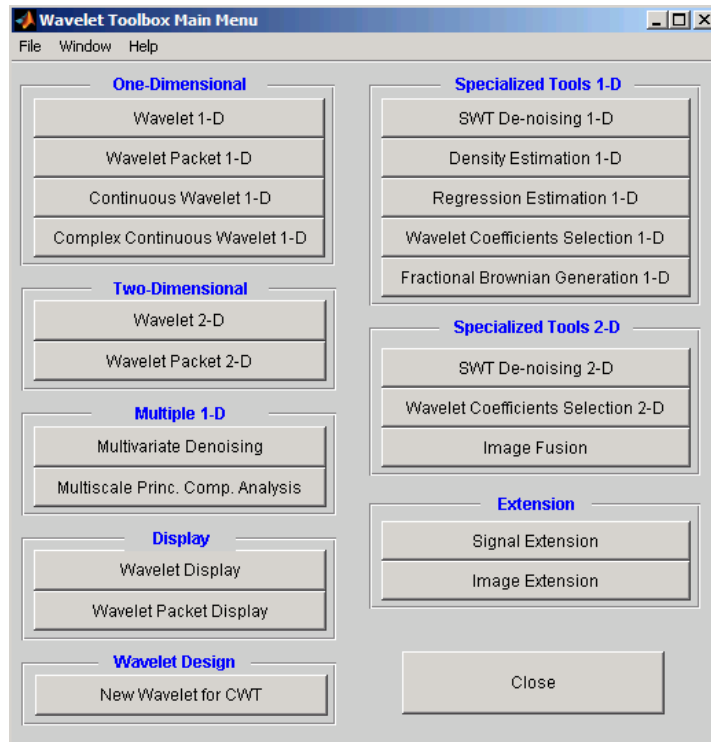 Wavelet Toolbox Main Menu
File Window Help
One-Dimensional
Wavelet 1-D
Wavelet Packet 1-D
Continuous Wavelet 1-D
Complex Continuous Wavelet 1-D
Two-Dimensional
Wavelet 2-D
Wavelet Packet 2-D
Multiple 1-D
Multivariate Denoising
Multiscale Princ. Comp. Analysis
Display
Wavelet Display
Wavelet Packet Display
Wavelet Design
New Wavelet for CWT
Specialized Tools 1-D
SWT De-noising 1-D
Density Estimation 1-D
Regression Estimation 1-D
Wavelet Coefficients Selection 1-D
Fractional Brownian Generation 1-D
Specialized Tools 2-D
SWT De-noising 2-D
Wavelet Coefficients Selection 2-D
Image Fusion
Extension
Signal Extension
Image Extension
Close